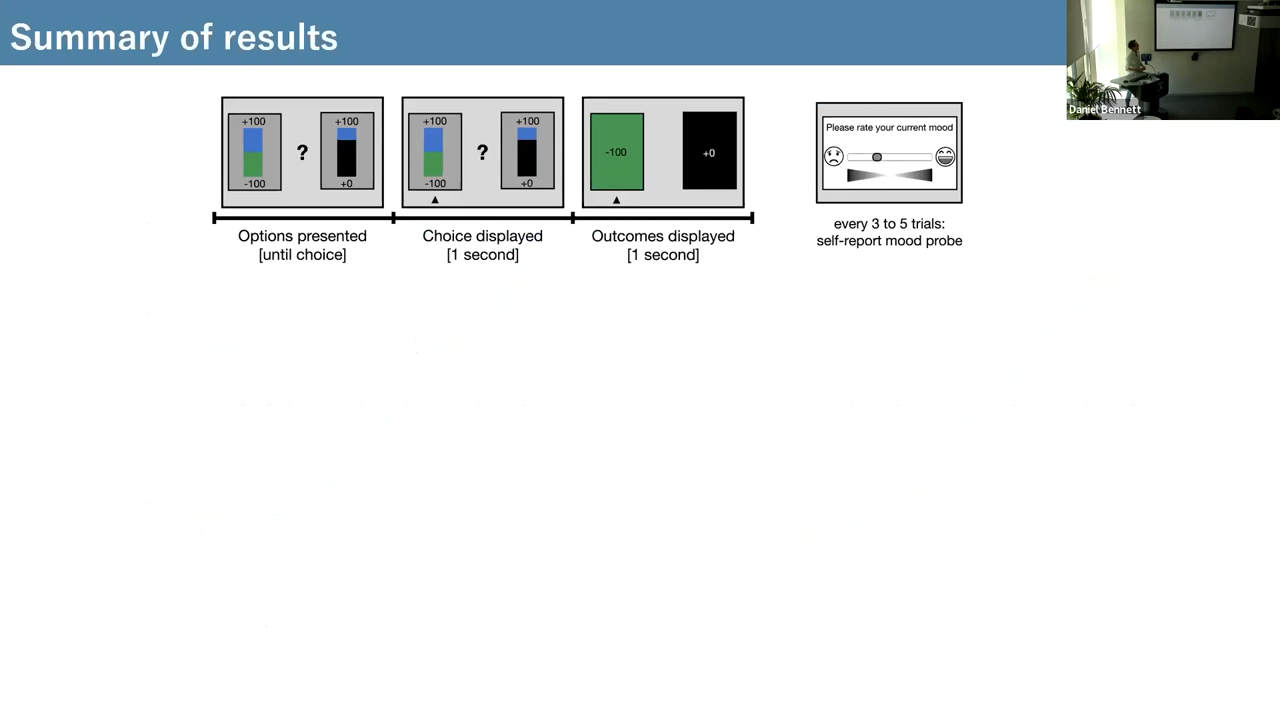 Summary of results
Daniel Bennett
+100
-100
?
+100
+0
+100
-100
?
+100
+0
-100
+0
Please rate your current mood
Options presented
[until choice]
Choice displayed
[1 second]
Outcomes displayed
[1 second]
every 3 to 5 trials:
self-report mood probe